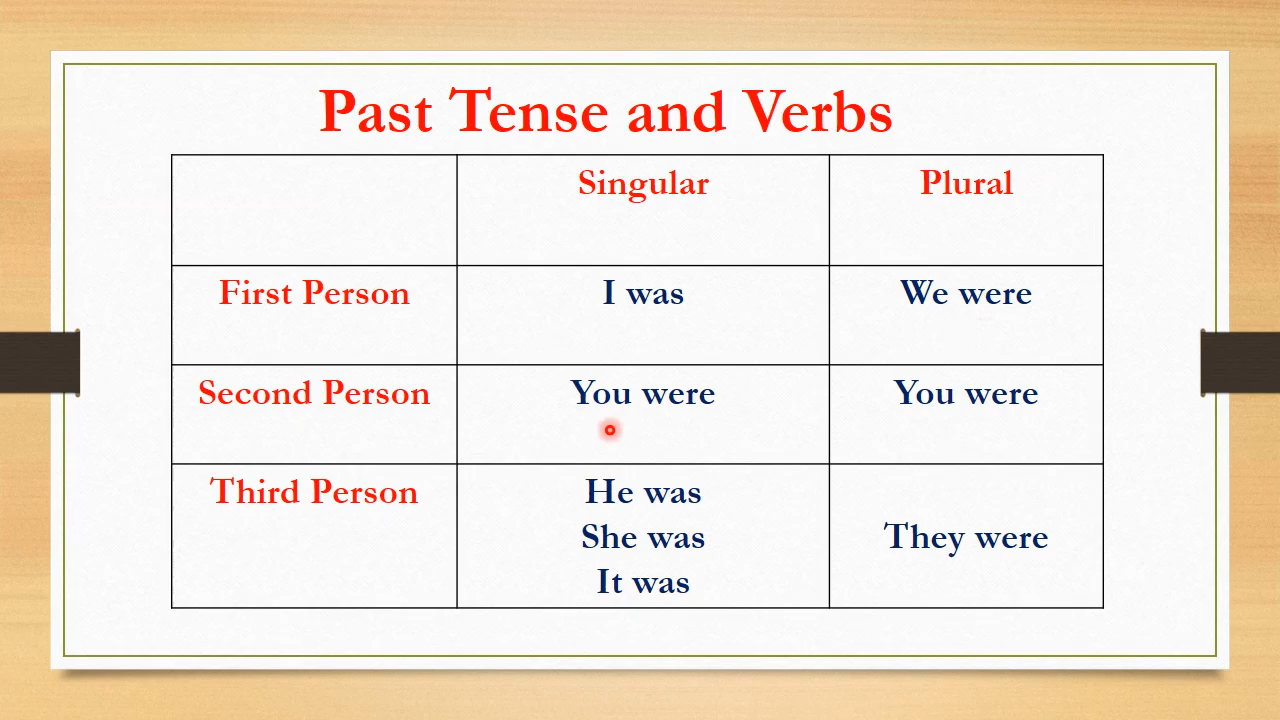 Past Tense and Verbs
Singular Plural
First Person I was We were
Second Person You were You were
Third Person He was
She was They were
It was